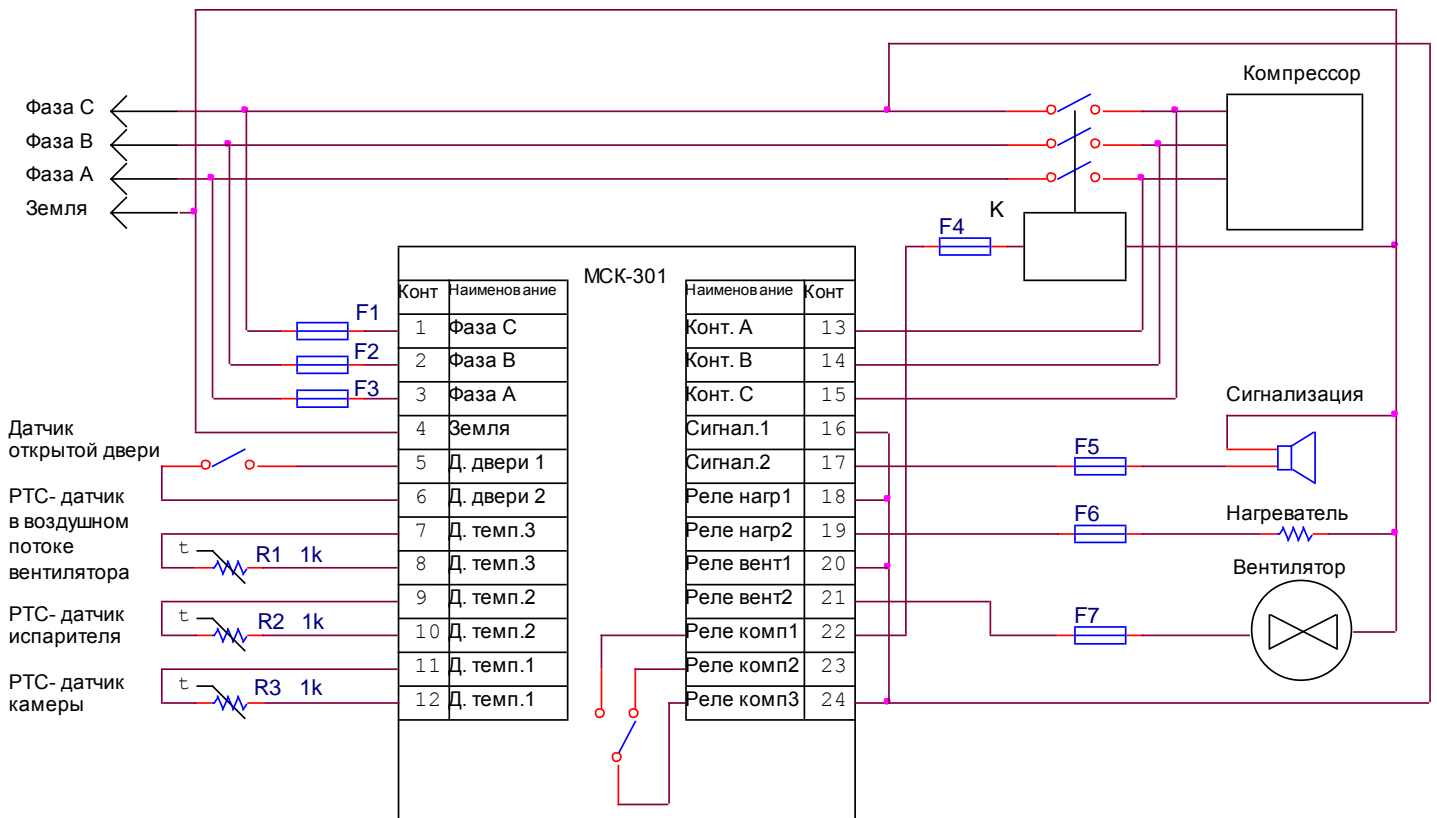 Компрессор
Фаза С
Фаза В
Фаза А
Земля
K
F4
МСК-301
Конт Наименование
Наименование Конт
F1
1 Фаза С
Конт. А 13
F2
2 Фаза В
Конт. В 14
F3
3 Фаза А
Конт. С 15
Сигнализация
4 Земля
Сигнал.1 16
Датчик
открытой двери
5 Д. двери 1
Сигнал.2 17
F5
6 Д. двери 2
Реле нагр1 18
РТС- датчик
в воздушном
потоке
вентилятора
7 Д. темп.3
Реле нагр2 19
F6
Нагреватель
t
R1 1k
8 Д. темп.3
Реле вент1 20
Вентилятор
9 Д. темп.2
Реле вент2 21
F7
РТС- датчик
испарителя
t
R2 1k
10 Д. темп.2
Реле комп1 22
11 Д. темп.1
Реле комп2 23
РТС- датчик
камеры
t
R3 1k
12 Д. темп.1
Реле комп3 24